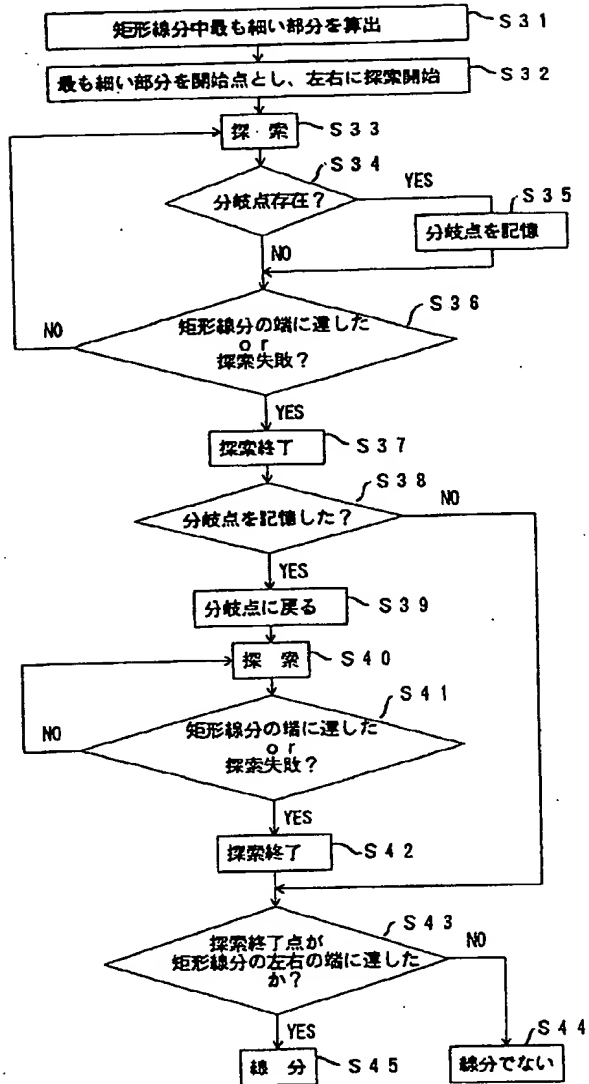 矩形線分中最も細い部分を算出 S31
最も細い部分を開始点とし、左右に探索開始 S32
探 索 S33
S34
分岐点存在? YES
S35
分岐点を記憶
NO
S36
矩形線分の端に達した
or
探索失敗?
NO
YES
探索終了 S37
S38
分岐点を記憶した? NO
YES
分岐点に戻る S39
探 索 S40
S41
矩形線分の端に達した
or
探索失敗?
NO
YES
探索終了 S42
S43
探索終了点が
矩形線分の左右の端に達した
か?
NO
YES
S44
線 分 S45
線分でない